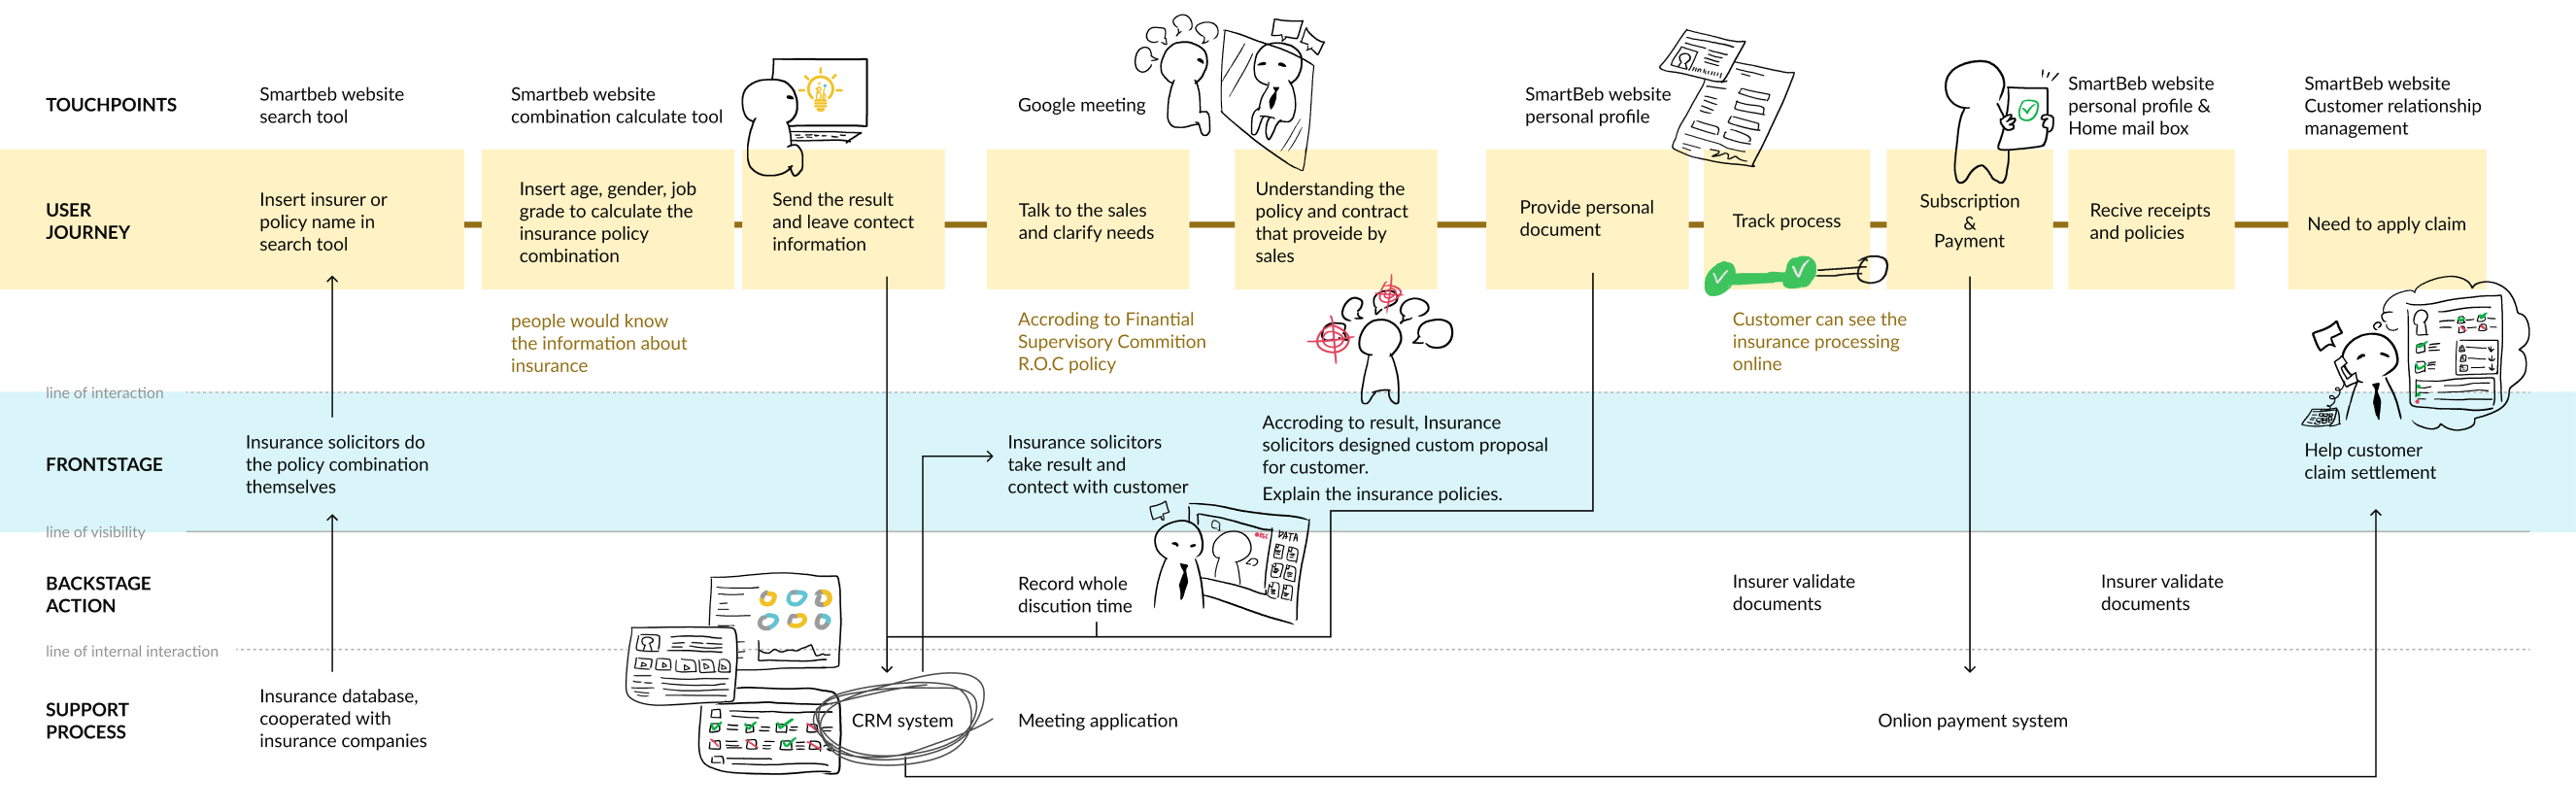 TOUCHPOINTS
Smartbeb website
search tool
Smartbeb website
combination calculate tool
Google meeting
SmartBeb website
personal profile
SmartBeb website
personal profile &
Home mail box
SmartBeb website
Customer relationship
management
USER
JOURNEY
Insert insurer or
policy name in
search tool
Insert age, gender, job
grade to calculate the
insurance policy
combination
Send the result
and leave contect
information
Talk to the sales
and clarify needs
Understanding the
policy and contract
that proveide by
sales
Provide personal
document
Track process
Subscription
&
Payment
Recive receipts
and policies
Need to apply claim
people would know
the information about
insurance
Accroding to Finantial
Supervisory Commition
R.O.C policy
Customer can see the
insurance processing
online
line of interaction
FRONTSTAGE
Insurance solicitors do
the policy combination
themselves
Insurance solicitors
take result and
contect with customer
Accroding to result, Insurance
solicitors designed custom proposal
for customer.
Explain the insurance policies.
Help customer
claim settlement
line of visibility
BACKSTAGE
ACTION
Record whole
discution time
DATA
Insurer validate
documents
Insurer validate
documents
line of internal interaction
SUPPORT
PROCESS
Insurance database,
cooperated with
insurance companies
CRM system
Meeting application
Onlion payment system